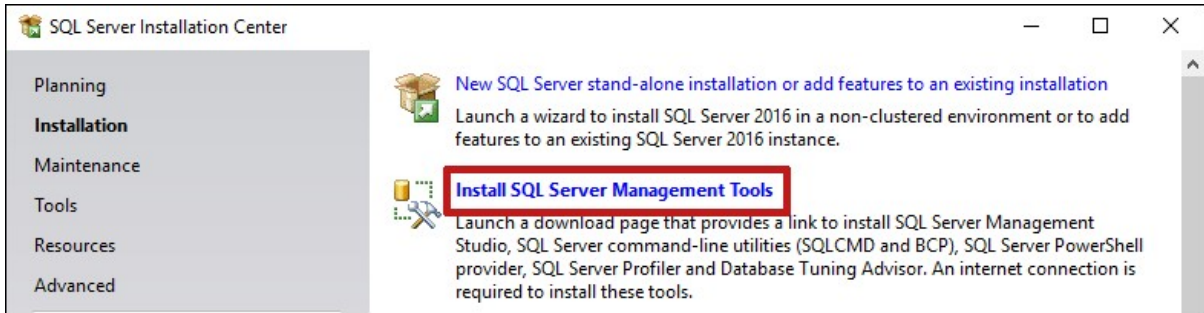 SQL Server Installation Center
Planning
Installation
Maintenance
Tools
Resources
Advanced
New SQL Server stand-alone installation or add features to an existing installation
Launch a wizard to install SQL Server 2016 in a non-clustered environment or to add
features to an existing SQL Server 2016 instance.
Install SQL Server Management Tools
Launch a download page that provides a link to install SQL Server Management
Studio, SQL Server command-line utilities (SQLCMD and BCP), SQL Server PowerShell
provider, SQL Server Profiler and Database Tuning Advisor. An internet connection is
required to install these tools.